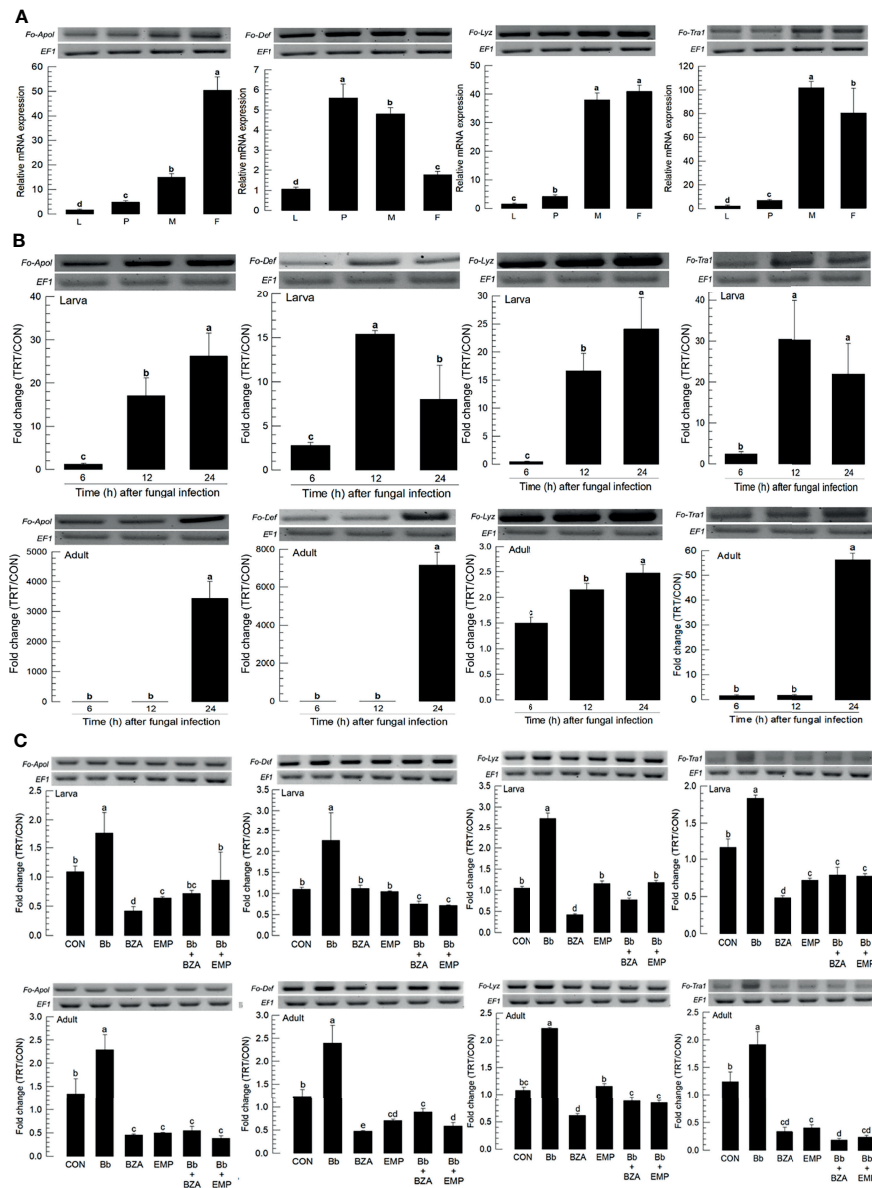 A
Fo-Apol
EF1
Relative mRNA expression
60
50
40
30
20
10
0
d
c
b
a
L P M F
Fo-Def
EF1
Relative mRNA expression
7
6
5
4
3
2
1
0
d
a
b
c
L P M F
Fo-Lyz
EF1
Relative mRNA expression
50
40
30
20
10
0
c
b
a
a
L P M F
Fo-Tra1
EF1
Relative mRNA expression
120
100
80
60
40
20
0
c
b
a
b
L P M F
B
Fo-Apol
EF1
Larva
Fold change (TRT/CON)
40
30
20
10
0
c
b
a
6 12 24
Time (h) after fungal infection
Fo-Def
EF1
Larva
Fold change (TRT/CON)
20
15
10
5
0
c
a
b
6 12 24
Time (h) after fungal infection
Fo-Lyz
EF1
Larva
Fold change (TRT/CON)
30
25
20
15
10
5
0
c
b
a
6 12 24
Time (h) after fungal infection
Fo-Tra1
EF1
Larva
Fold change (TRT/CON)
40
30
20
10
0
b
a
a
6 12 24
Time (h) after fungal infection
Fo-Apol
EF1
Adult
Fold change (TRT/CON)
5000
4000
3000
2000
1000
0
b
b
a
6 12 24
Time (h) after fungal infection
Fo-Def
EF1
Adult
Fold change (TRT/CON)
8000
6000
4000
2000
0
b
b
a
6 12 24
Time (h) after fungal infection
Fo-Lyz
EF1
Adult
Fold change (TRT/CON)
3.0
2.5
2.0
1.5
1.0
0.5
0.0
c
b
a
6 12 24
Time (h) after fungal infection
Fo-Tra1
EF1
Adult
Fold change (TRT/CON)
60
50
40
30
20
10
0
b
b
a
6 12 24
Time (h) after fungal infection
C
Fo-Apol
EF1
Larva
Fold change (TRT/CON)
2.5
2.0
1.5
1.0
0.5
0.0
b
a
d
c
bc
b
CON Bb BZA EMP Bb + BZA Bb + EMP
Fo-Def
EF1
Larva
Fold change (TRT/CON)
4.0
3.0
2.0
1.0
0.0
b
a
b
b
c
c
CON Bb BZA EMP Bb + BZA Bb + EMP
Fo-Lyz
EF1
Larva
Fold change (TRT/CON)
3.5
3.0
2.5
2.0
1.5
1.0
0.5
0.0
b
a
d
b
c
b
CON Bb BZA EMP Bb + BZA Bb + EMP
Fo-Tra1
EF1
Larva
Fold change (TRT/CON)
2.0
1.5
1.0
0.5
0.0
b
a
d
c
c
c
CON Bb BZA EMP Bb + BZA Bb + EMP
Fo-Apol
EF1
Adult
Fold change (TRT/CON)
3.0
2.5
2.0
1.5
1.0
0.5
0.0
b
a
c
c
c
c
CON Bb BZA EMP Bb + BZA Bb + EMP
Fo-Def
EF1
Adult
Fold change (TRT/CON)
3.0
2.5
2.0
1.5
1.0
0.5
0.0
b
a
e
cd
c
d
CON Bb BZA EMP Bb + BZA Bb + EMP
Fo-Lyz
EF1
Adult
Fold change (TRT/CON)
2.5
2.0
1.5
1.0
0.5
0.0
bc
a
d
b
c
c
CON Bb BZA EMP Bb + BZA Bb + EMP
Fo-Tra1
EF1
Adult
Fold change (TRT/CON)
2.5
2.0
1.5
1.0
0.5
0.0
b
a
cd
c
d
cd
CON Bb BZA EMP Bb + BZA Bb + EMP